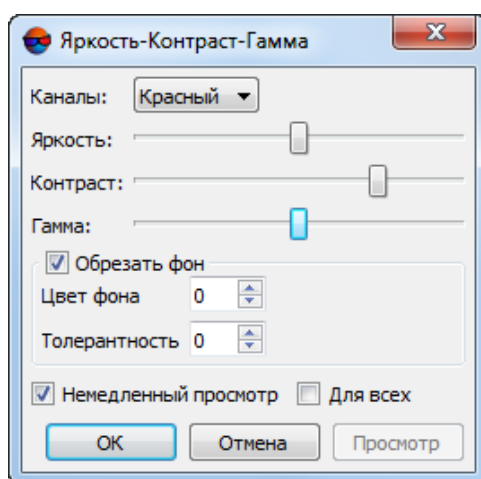 Яркость-Контраст-Гамма
Каналы: Красный
Яркость:
Контраст:
Гамма:
Обрезать фон
Цвет фона 0
Толерантность 0
Немедленный просмотр Для всех
ОК Отмена Просмотр